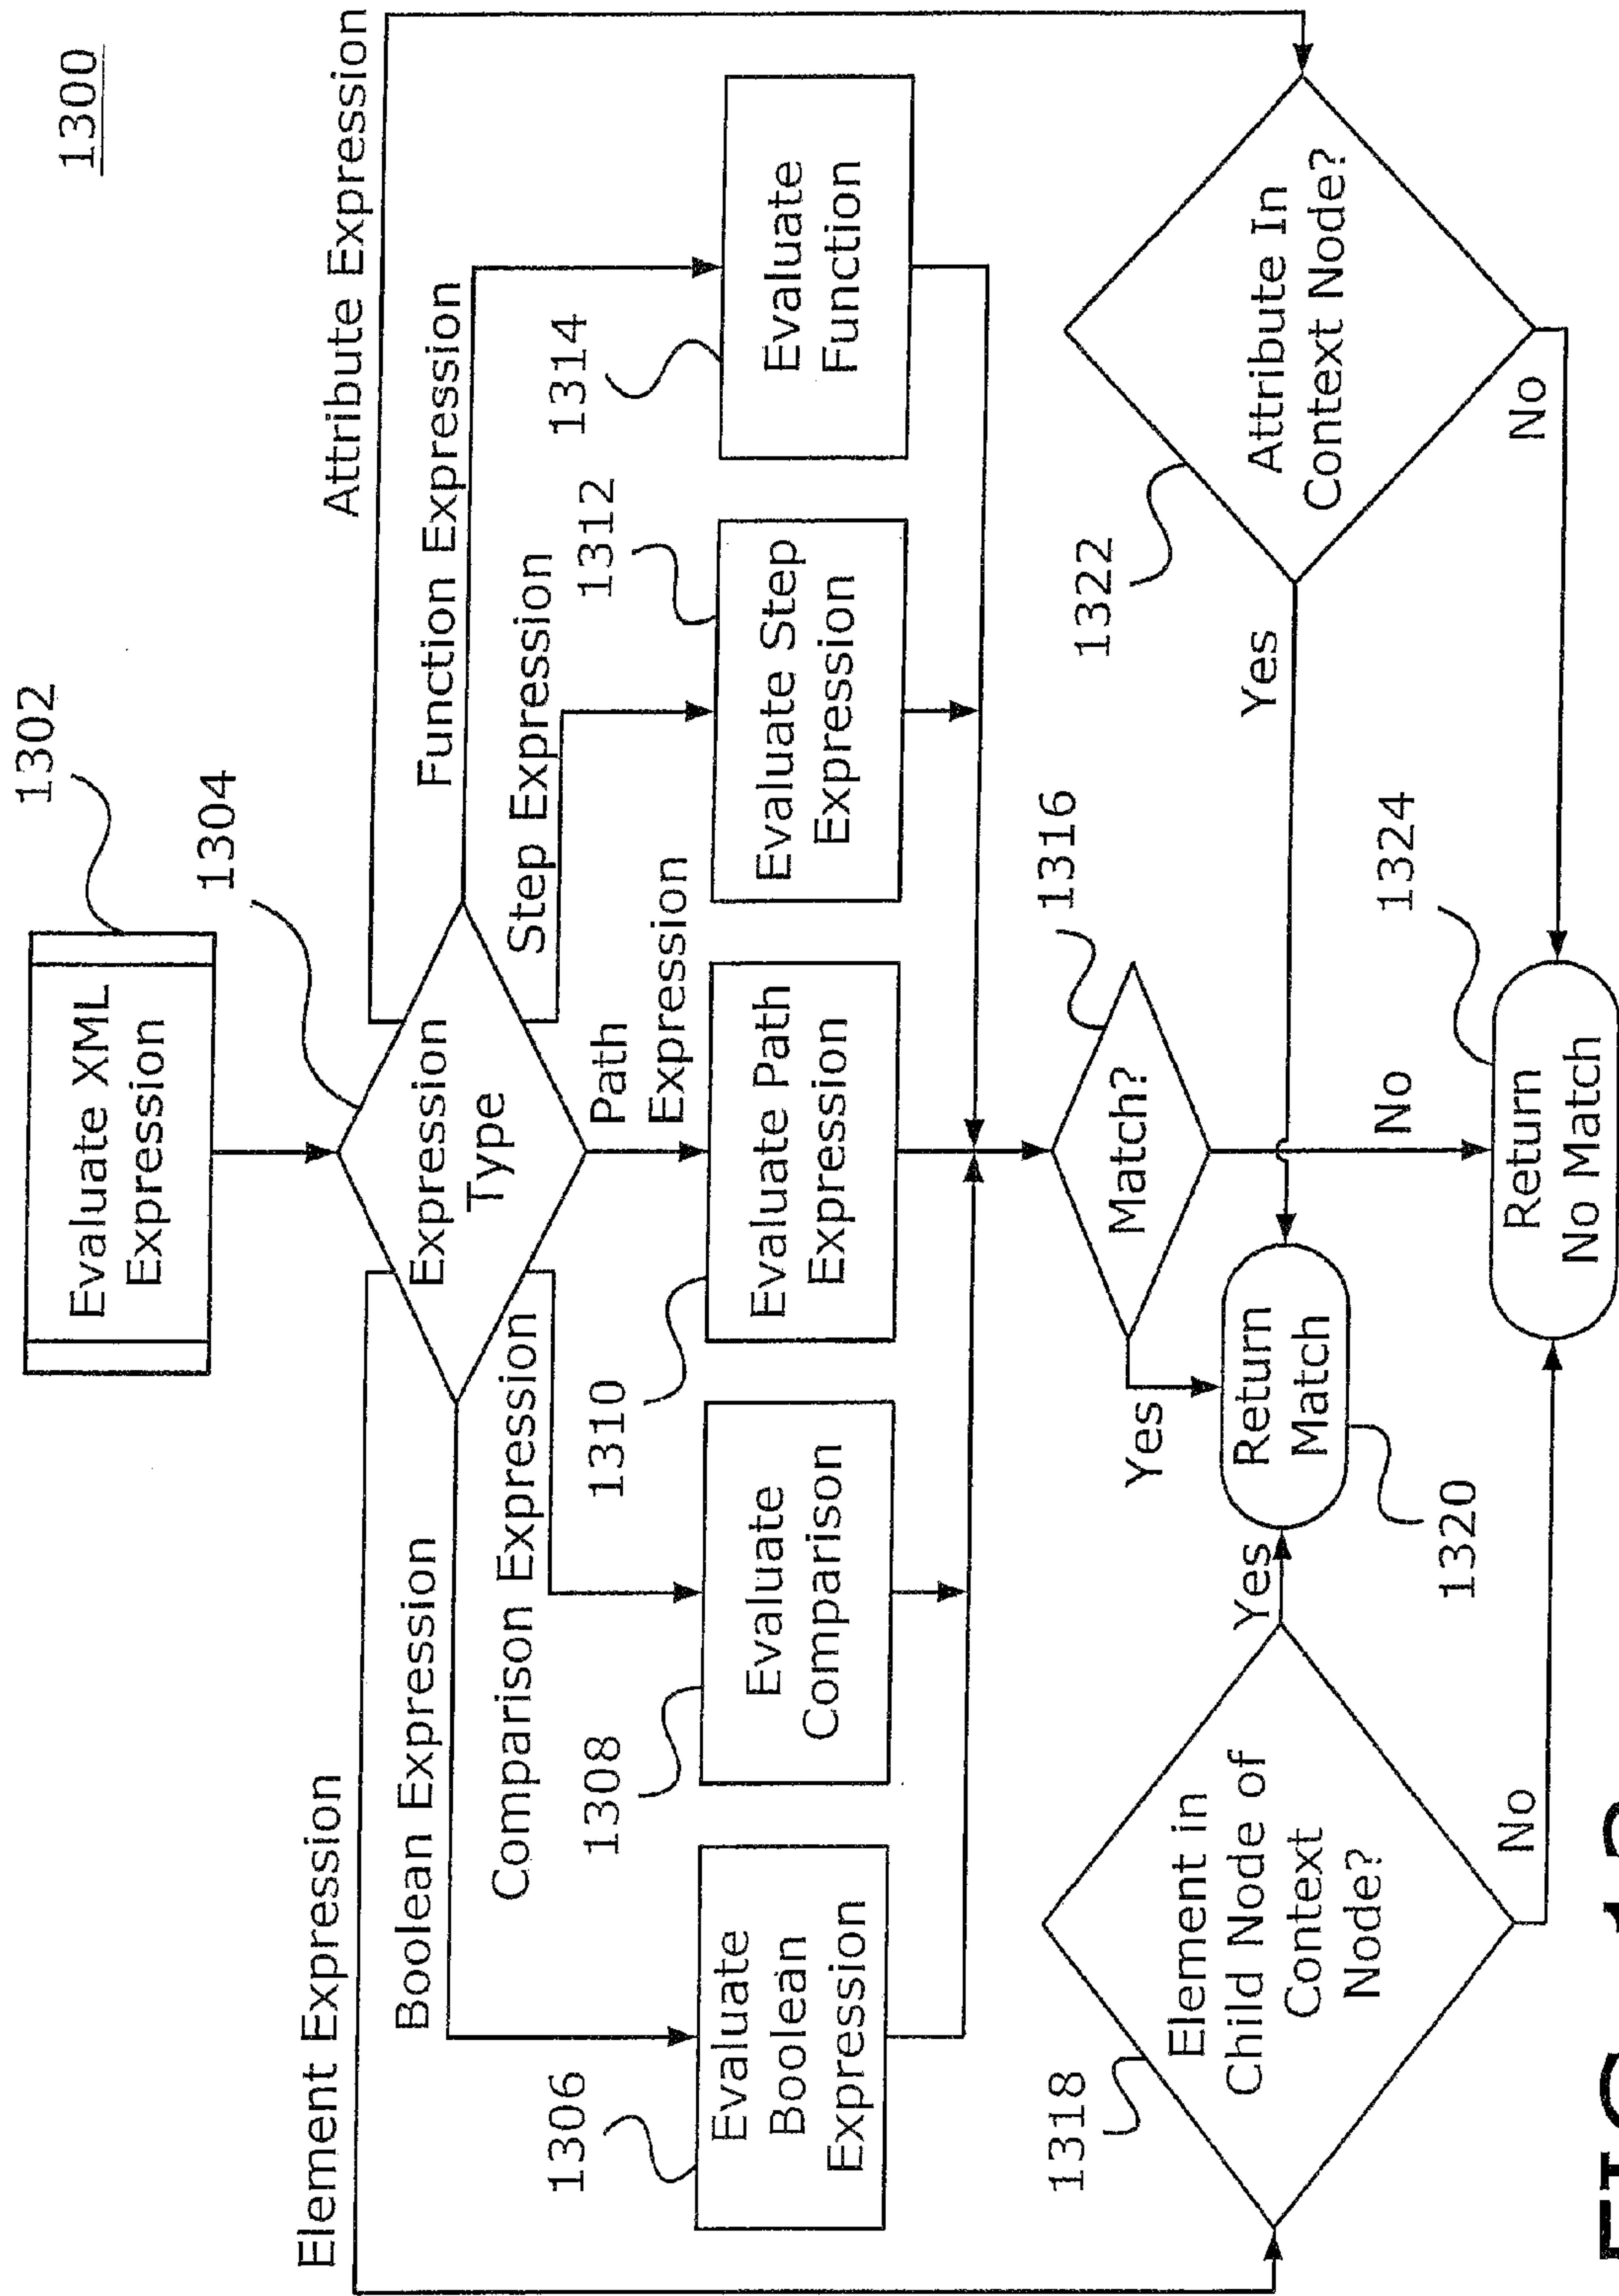 1300
1302
Evaluate XML
Expression
1304
Expression
Type
Element Expression
Attribute Expression
Boolean Expression
Function Expression
Comparison Expression
Step Expression
Path
Expression
1306
Evaluate
Boolean
Expression
1308
Evaluate
Comparison
1310
Evaluate Path
Expression
1312
Evaluate Step
Expression
1314
Evaluate
Function
1316
Match?
Yes
No
1318
Element in
Child Node of
Context
Node?
Yes
No
1320
Return
Match
1322
Attribute In
Context Node?
Yes
No
1324
Return
No Match